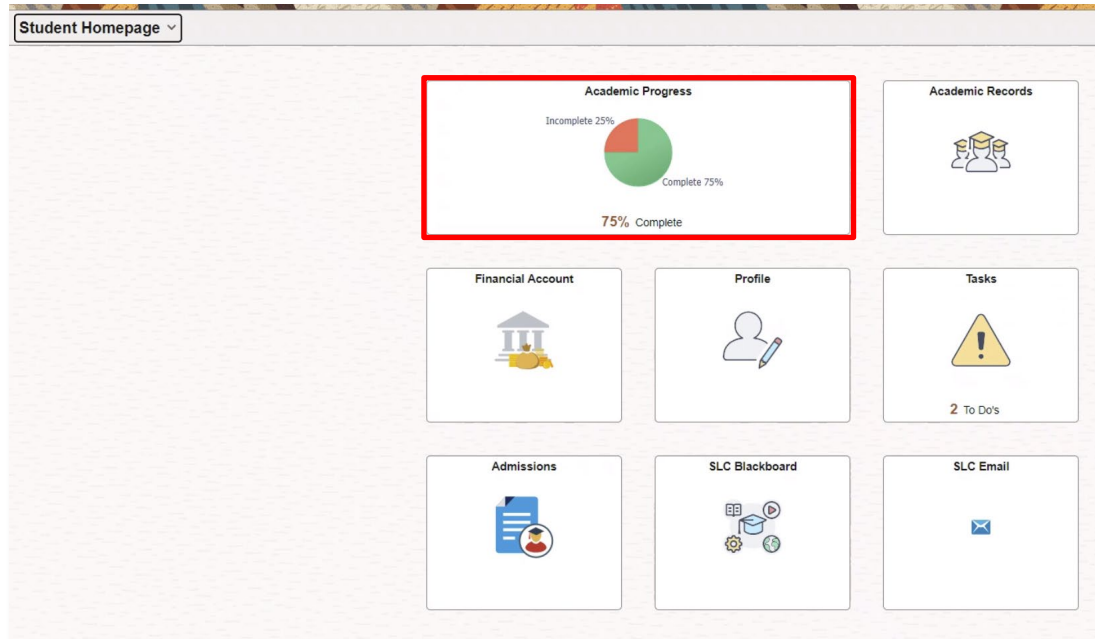 Student Homepage
Academic Progress
Incomplete 25%
Complete 75%
75% Complete
Academic Records
Financial Account
Profile
Tasks
2 To Do's
Admissions
SLC Blackboard
SLC Email